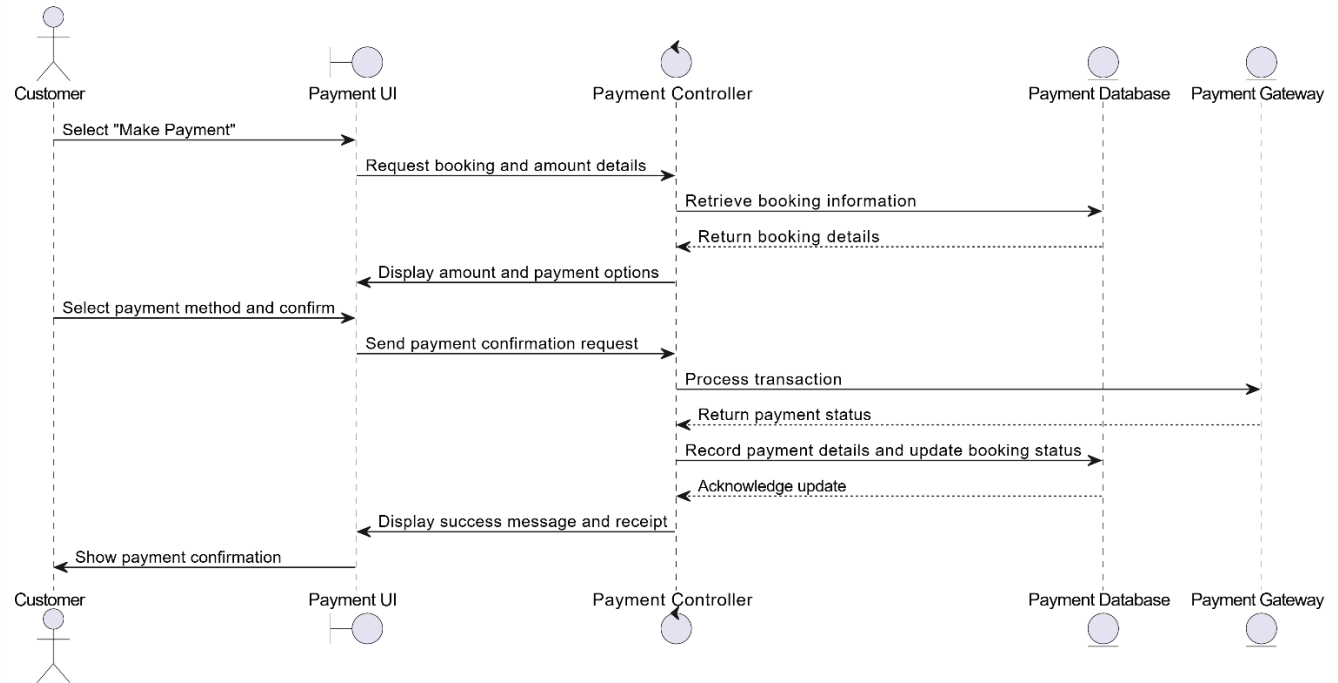 Customer
Payment UI
Payment Controller
Payment Database
Payment Gateway
Select "Make Payment"
Request booking and amount details
Retrieve booking information
Return booking details
Display amount and payment options
Select payment method and confirm
Send payment confirmation request
Process transaction
Return payment status
Record payment details and update booking status
Acknowledge update
Display success message and receipt
Show payment confirmation
Customer
Payment UI
Payment Controller
Payment Database
Payment Gateway